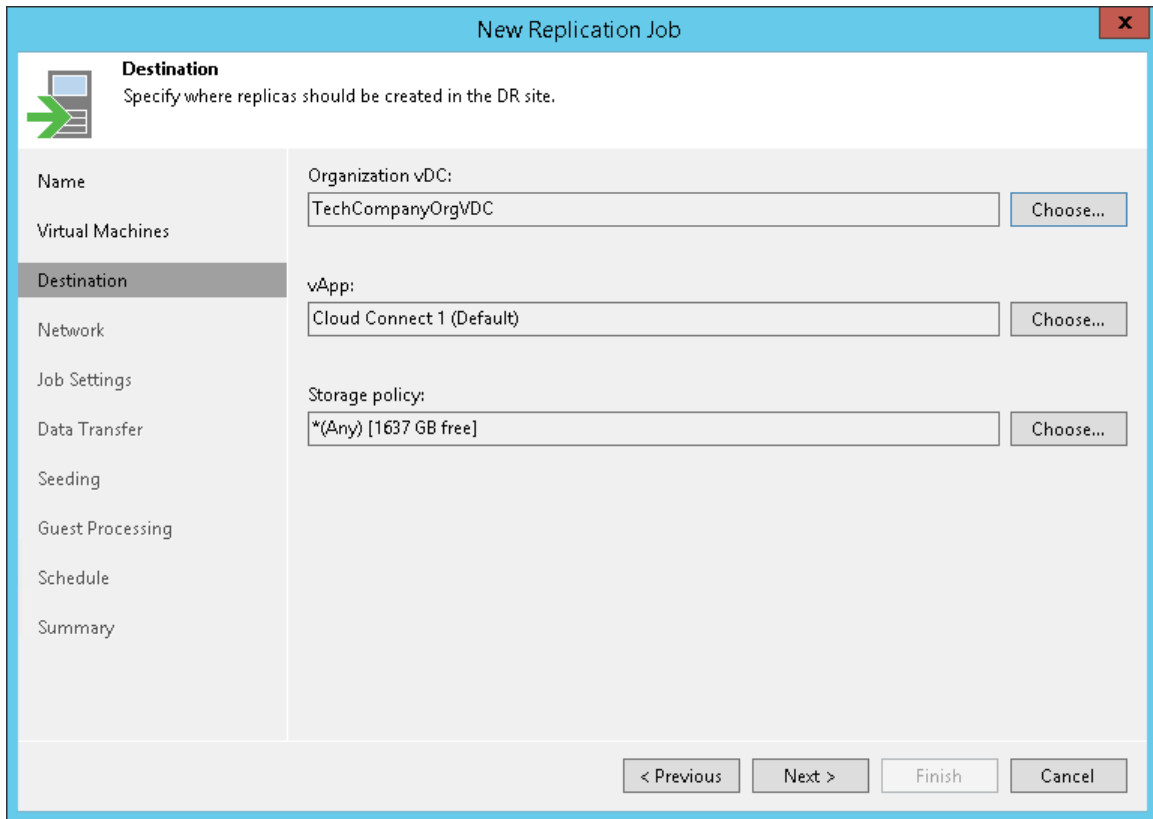 New Replication Job
x
Destination
Specify where replicas should be created in the DR site.
Name
Virtual Machines
Destination
Network
Job Settings
Data Transfer
Seeding
Guest Processing
Schedule
Summary
Organization vDC:
TechCompanyOrgVDC
Choose...
vApp:
Cloud Connect 1 (Default)
Choose...
Storage policy:
*(Any) [1637 GB free]
Choose...
< Previous
Next >
Finish
Cancel